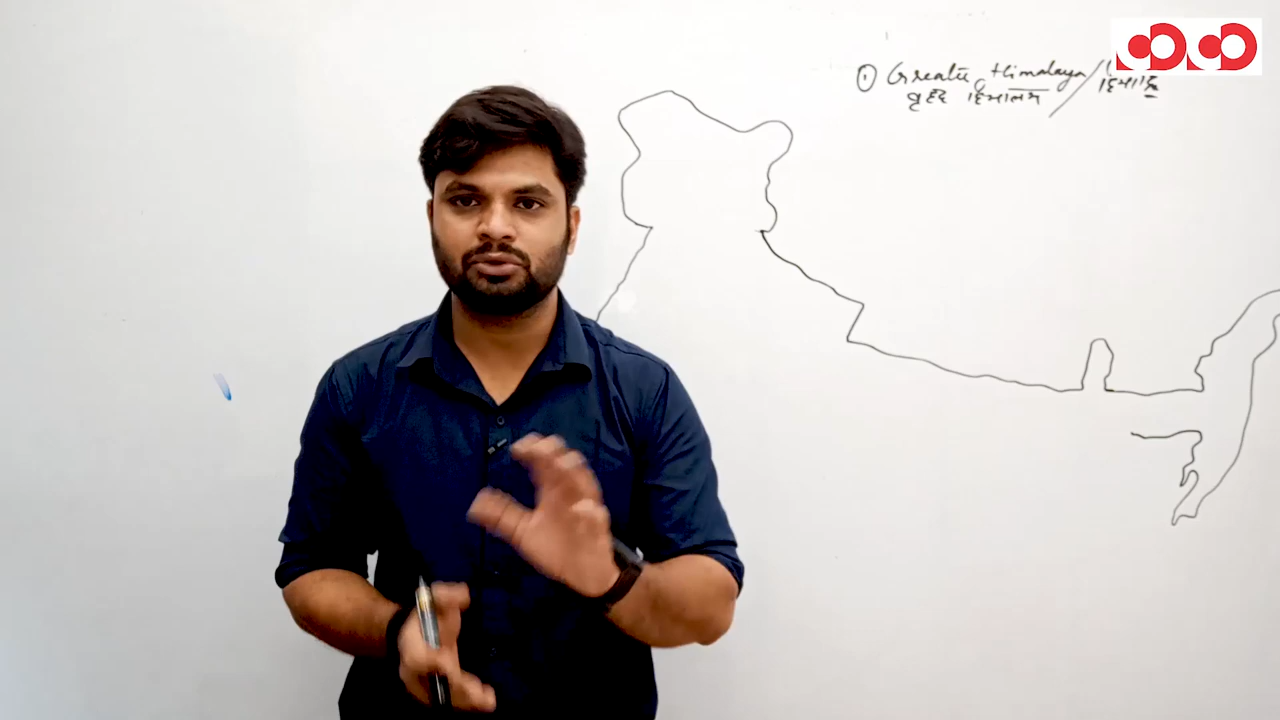 ① Greater Himalaya / (
वृहद हिमालय / हिमाद्रि